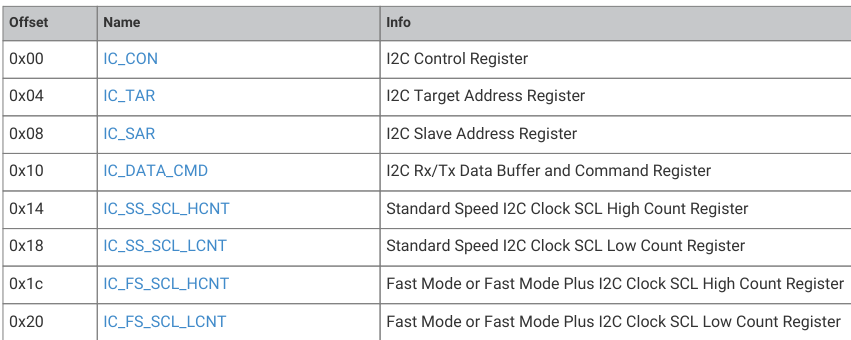 Offset Name Info
0x00 IC_CON I2C Control Register
0x04 IC_TAR I2C Target Address Register
0x08 IC_SAR I2C Slave Address Register
0x10 IC_DATA_CMD I2C Rx/Tx Data Buffer and Command Register
0x14 IC_SS_SCL_HCNT Standard Speed I2C Clock SCL High Count Register
0x18 IC_SS_SCL_LCNT Standard Speed I2C Clock SCL Low Count Register
0x1c IC_FS_SCL_HCNT Fast Mode or Fast Mode Plus I2C Clock SCL High Count Register
0x20 IC_FS_SCL_LCNT Fast Mode or Fast Mode Plus I2C Clock SCL Low Count Register